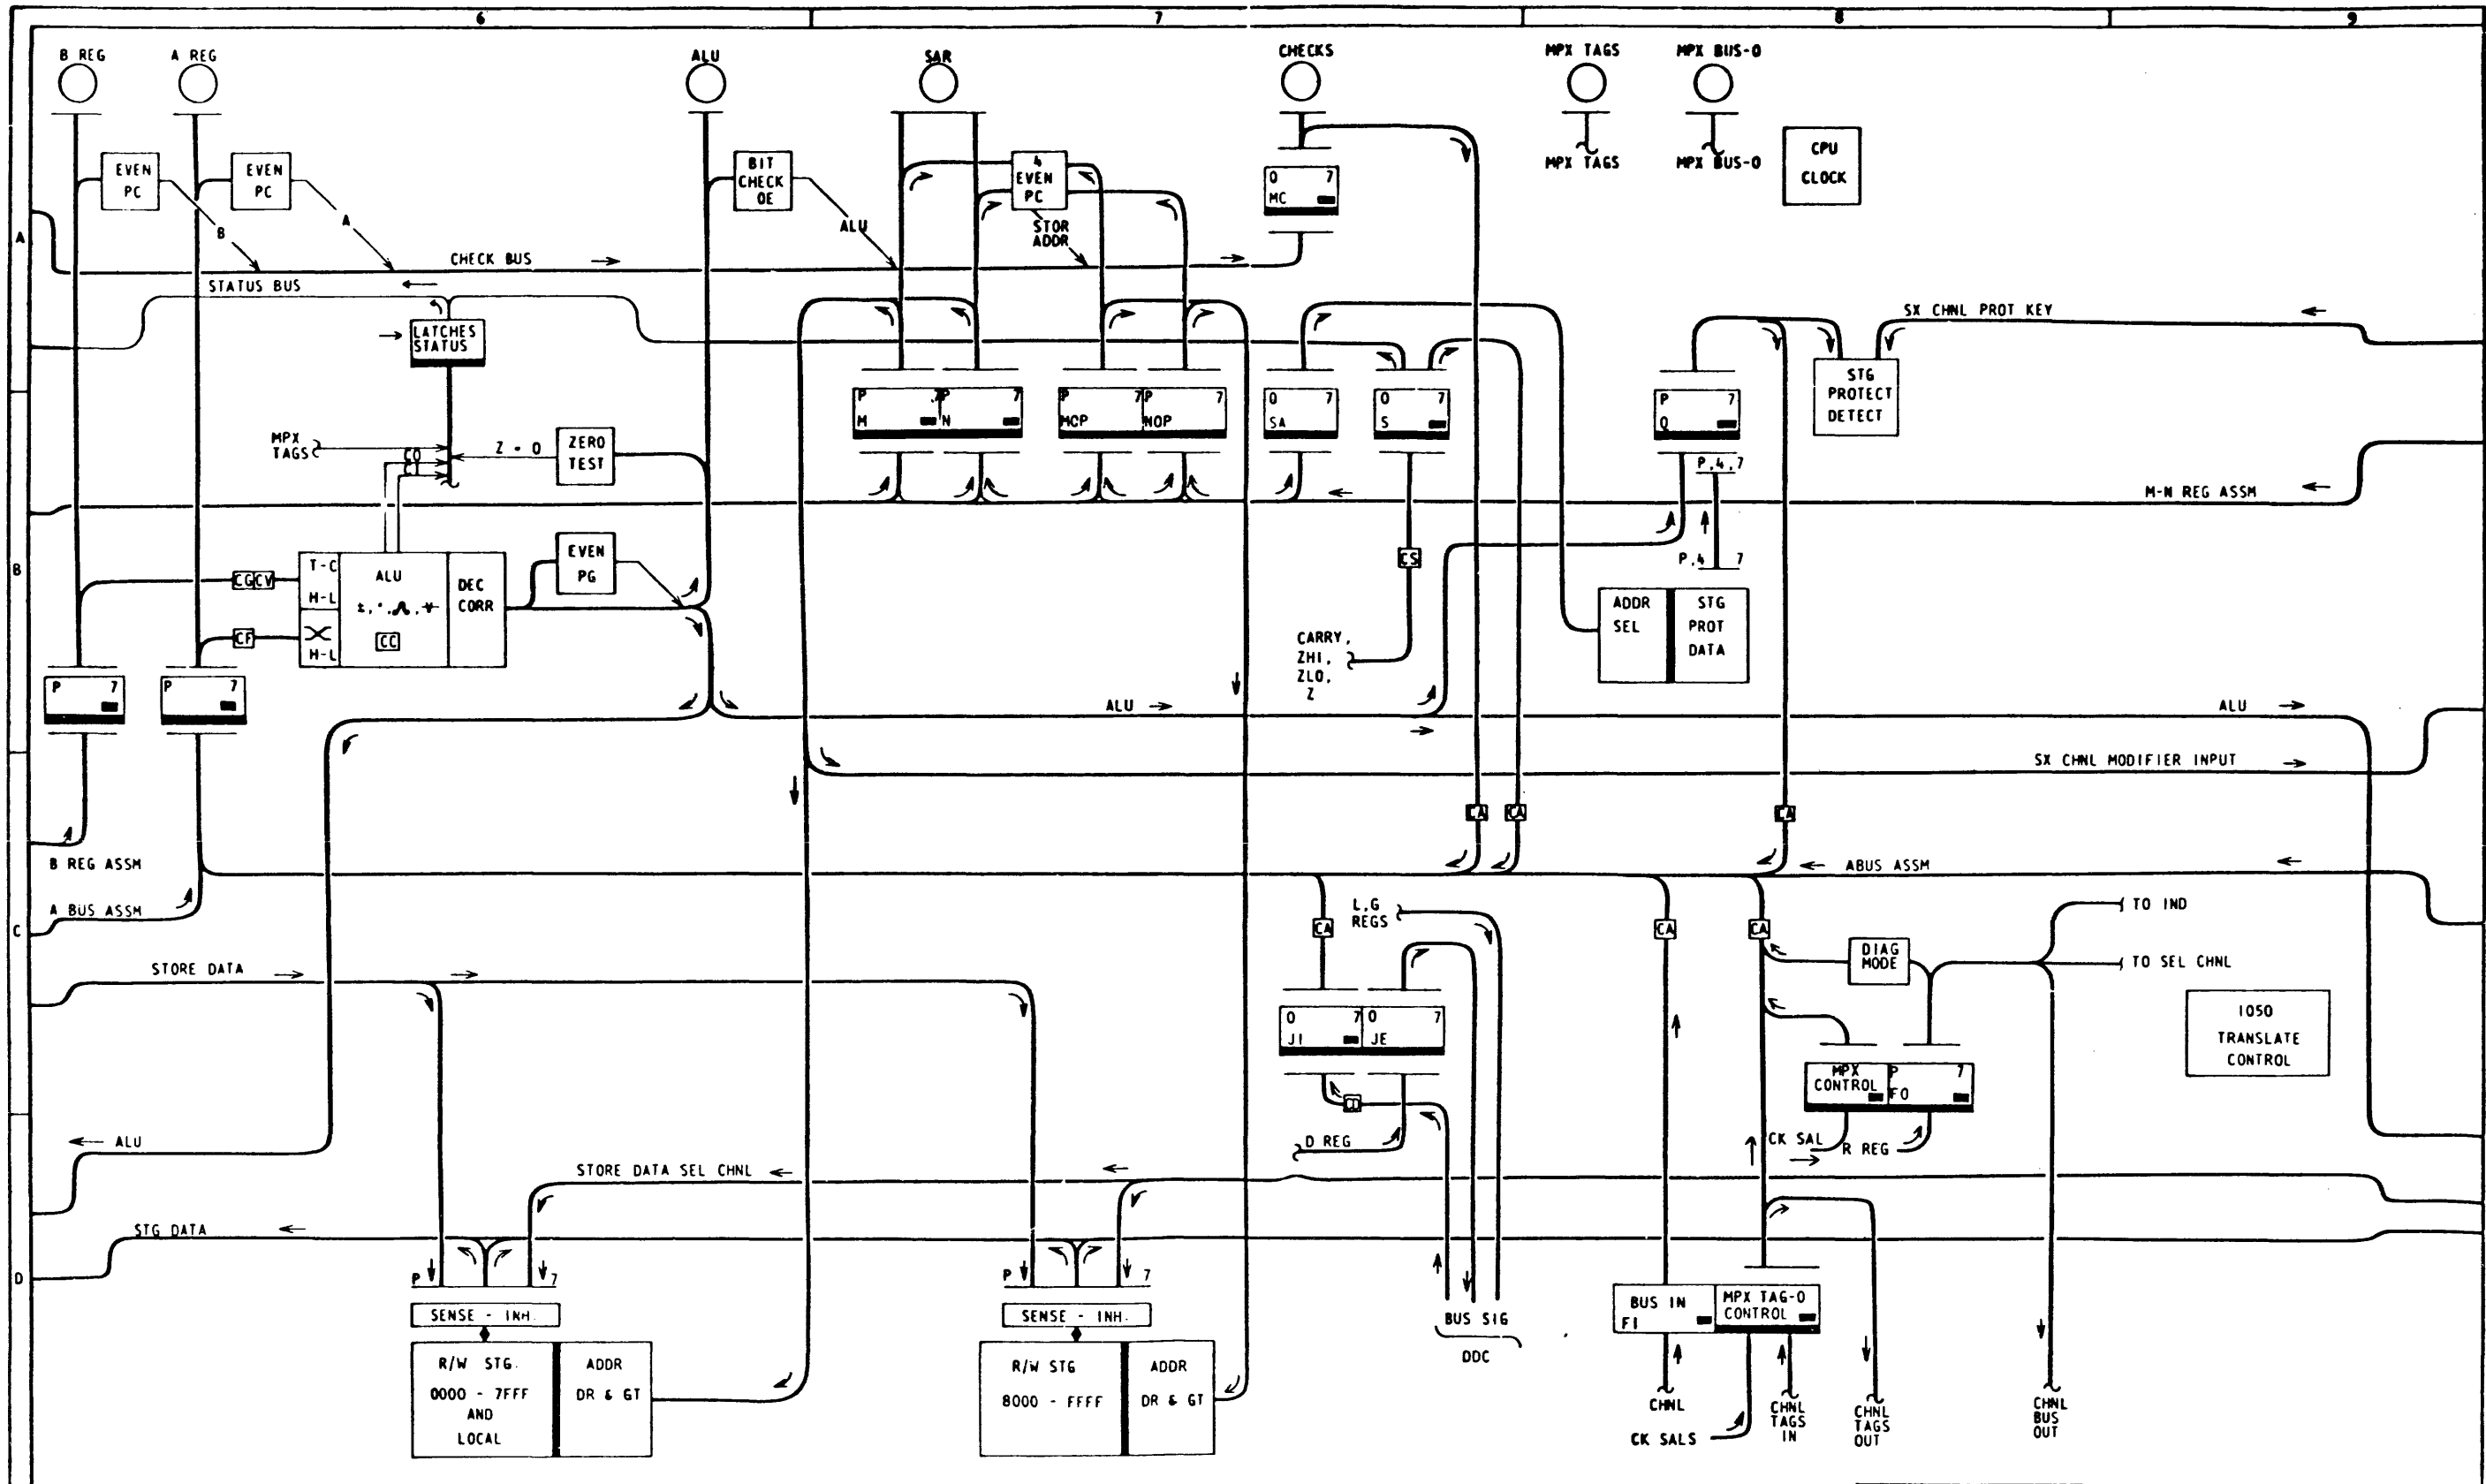 6 7 8 9
B REG A REG ALU SAR CHECKS MPX TAGS MPX BUS-O
MPX TAGS MPX BUS-O
CPU
CLOCK
EVEN
PC
EVEN
PC
BIT
CHECK
OE
4
EVEN
PC
0 7
MC
A
B
A
ALU
STOR
ADDR
CHECK BUS
STATUS BUS
LATCHES
STATUS
SX CHNL PROT KEY
STG
PROTECT
DETECT
P 7
M
P 7
N
P 7
MOP
P 7
NOP
0 7
SA
0 7
S
P 7
Q
P,4,7
P,4 7
MPX
TAGS
CO
C1
Z = 0
ZERO
TEST
M-N REG ASSM
B
EVEN
PG
CG CV
CF
T-C
H-L
H-L
ALU
CC
DEC
CORR
CS
CARRY,
ZHI,
ZLO,
Z
ADDR
SEL
STG
PROT
DATA
P 7
P 7
ALU
ALU
SX CHNL MODIFIER INPUT
CA CA CA
B REG ASSM
A BUS ASSM
ABUS ASSM
C
L,G
REGS
CA CA CA
TO IND
TO SEL CHNL
DIAG
MODE
STORE DATA
0 7
JI
0 7
JE
1050
TRANSLATE
CONTROL
MPX
CONTROL
P 7
FO
D REG
CK SAL
R REG
ALU
STORE DATA SEL CHNL
STG DATA
D
P 7
P 7
SENSE - INH.
SENSE - INH.
R/W STG.
0000 - 7FFF
AND
LOCAL
ADDR
DR & GT
R/W STG
8000 - FFFF
ADDR
DR & GT
BUS SIG
DDC
BUS IN
FI
MPX TAG-O
CONTROL
CHNL
CK SALS
CHNL
TAGS
IN
CHNL
TAGS
OUT
CHNL
BUS
OUT